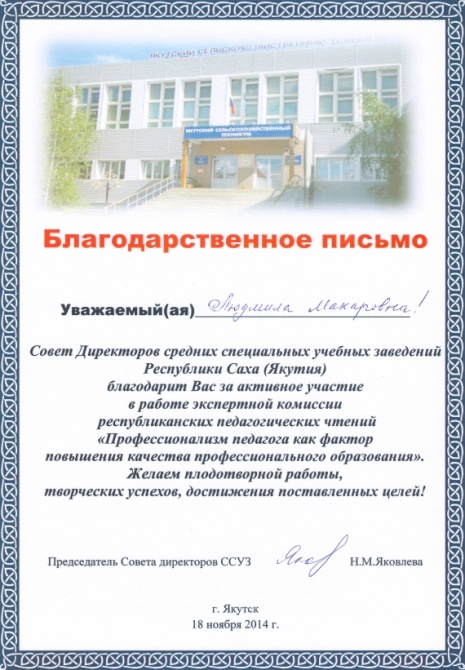 ЯКУТСКИЙ СЕЛЬСКОХОЗЯЙСТВЕННЫЙ
ЯКУТСКИЙ СЕЛЬСКОХОЗЯЙСТВЕННЫЙ
ТЕХНИКУМ
Благодарственное письмо
Уважаемый(ая) Людмила Макаровна!
Совет Директоров средних специальных учебных заведений
Республики Саха (Якутия)
благодарит Вас за активное участие
в работе экспертной комиссии
республиканских педагогических чтений
«Профессионализм педагога как фактор
повышения качества профессионального образования».
Желаем плодотворной работы,
творческих успехов, достижения поставленных целей!
Председатель Совета директоров ССУЗ Н.М.Яковлева
г. Якутск
18 ноября 2014 г.